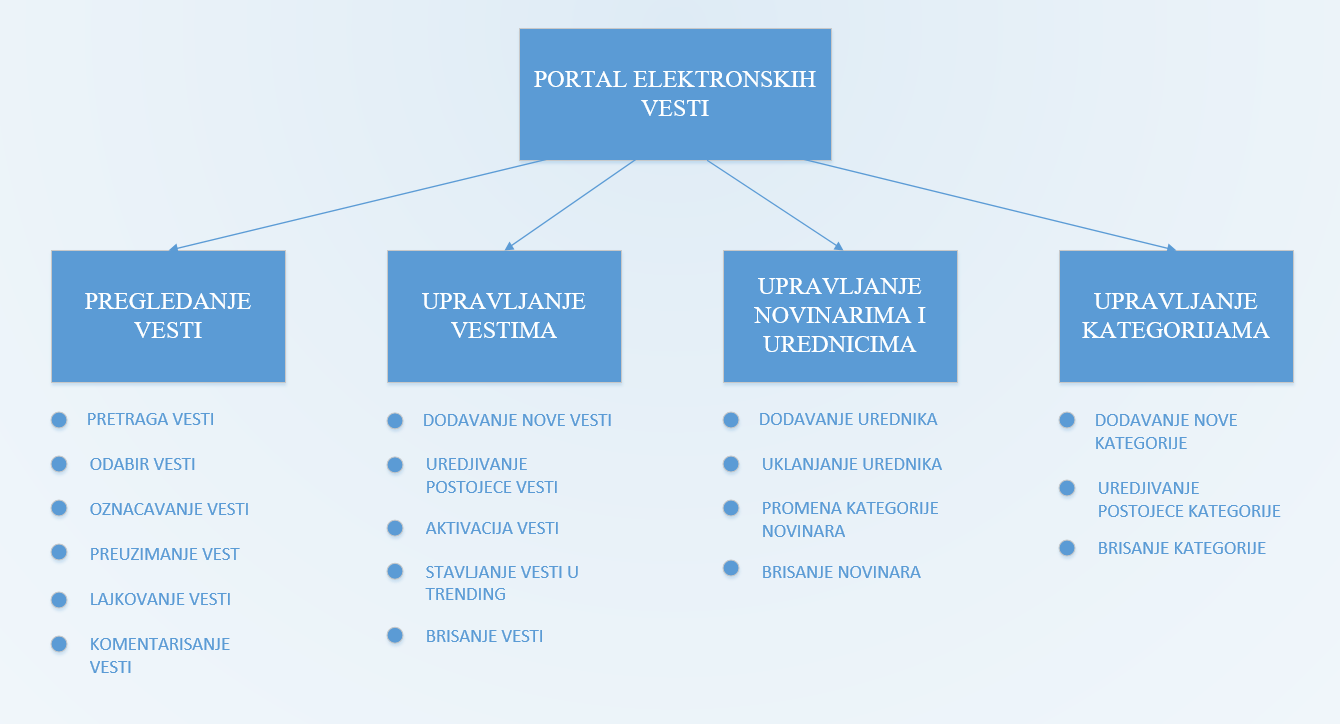 PORTAL ELEKTRONSKIH
VESTI
PREGLEDANJE
VESTI
PRETRAGA VESTI
ODABIR VESTI
OZNACAVANJE VESTI
PREUZIMANJE VEST
LAJKOVANJE VESTI
KOMENTARISANJE
VESTI
UPRAVLJANJE
VESTIMA
DODAVANJE NOVE VESTI
UREDJIVANJE
POSTOJECE VESTI
AKTIVACIJA VESTI
STAVLJANJE VESTI U
TRENDING
BRISANJE VESTI
UPRAVLJANJE
NOVINARIMA I
UREDNICIMA
DODAVANJE UREDNIKA
UKLANJANJE UREDNIKA
PROMENA KATEGORIJE
NOVINARA
BRISANJE NOVINARA
UPRAVLJANJE
KATEGORIJAMA
DODAVANJE NOVE
KATEGORIJE
UREDJIVANJE
POSTOJECE KATEGORIJE
BRISANJE KATEGORIJE